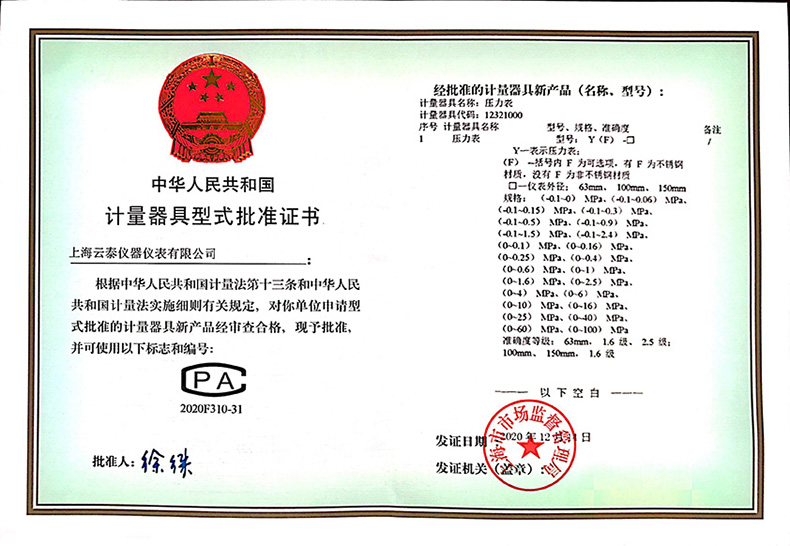 中华人民共和国
计量器具型式批准证书
上海云泰仪器仪表有限公司:
根据中华人民共和国计量法第十三条和中华人民
共和国计量法实施细则有关规定，对你单位申请型
式批准的计量器具新产品经审查合格，现予批准，
并可使用以下标志和编号:
CPA
2020F310-31
批准人:
经批准的计量器具新产品（名称、型号）:
计量器具名称: 压力表
计量器具代码: 12321000
序号 计量器具名称 型号、规格、准确度 备注
1 压力表 型号: Y（F）-□ /
Y—表示压力表;
（F）-括号内 F 为可选项, 有 F 为不锈钢
材质, 没有 F 为非不锈钢材质
□—仪表外径: 63mm、 100mm、 150mm
规格: （-0.1~0）MPa、（-0.1~0.06）MPa、
（-0.1~0.15）MPa、（-0.1~0.3）MPa、
（-0.1~0.5）MPa、（-0.1~0.9）MPa、
（-0.1~1.5）MPa、（-0.1~2.4）MPa、
（0~0.1）MPa、（0~0.16）MPa、
（0~0.25）MPa、（0~0.4）MPa、
（0~0.6）MPa、（0~1）MPa、
（0~1.6）MPa、（0~2.5）MPa、
（0~4）MPa、（0~6）MPa、
（0~10）MPa、（0~16）MPa、
（0~25）MPa、（0~40）MPa、
（0~60）MPa、（0~100）MPa
准确度等级: 63mm, 1.6 级、 2.5 级;
100mm、 150mm, 1.6 级
—— 以下空白 ——
发证日期 2020 年 12 日
发证机关（盖章）:
上海市市场监督管理局